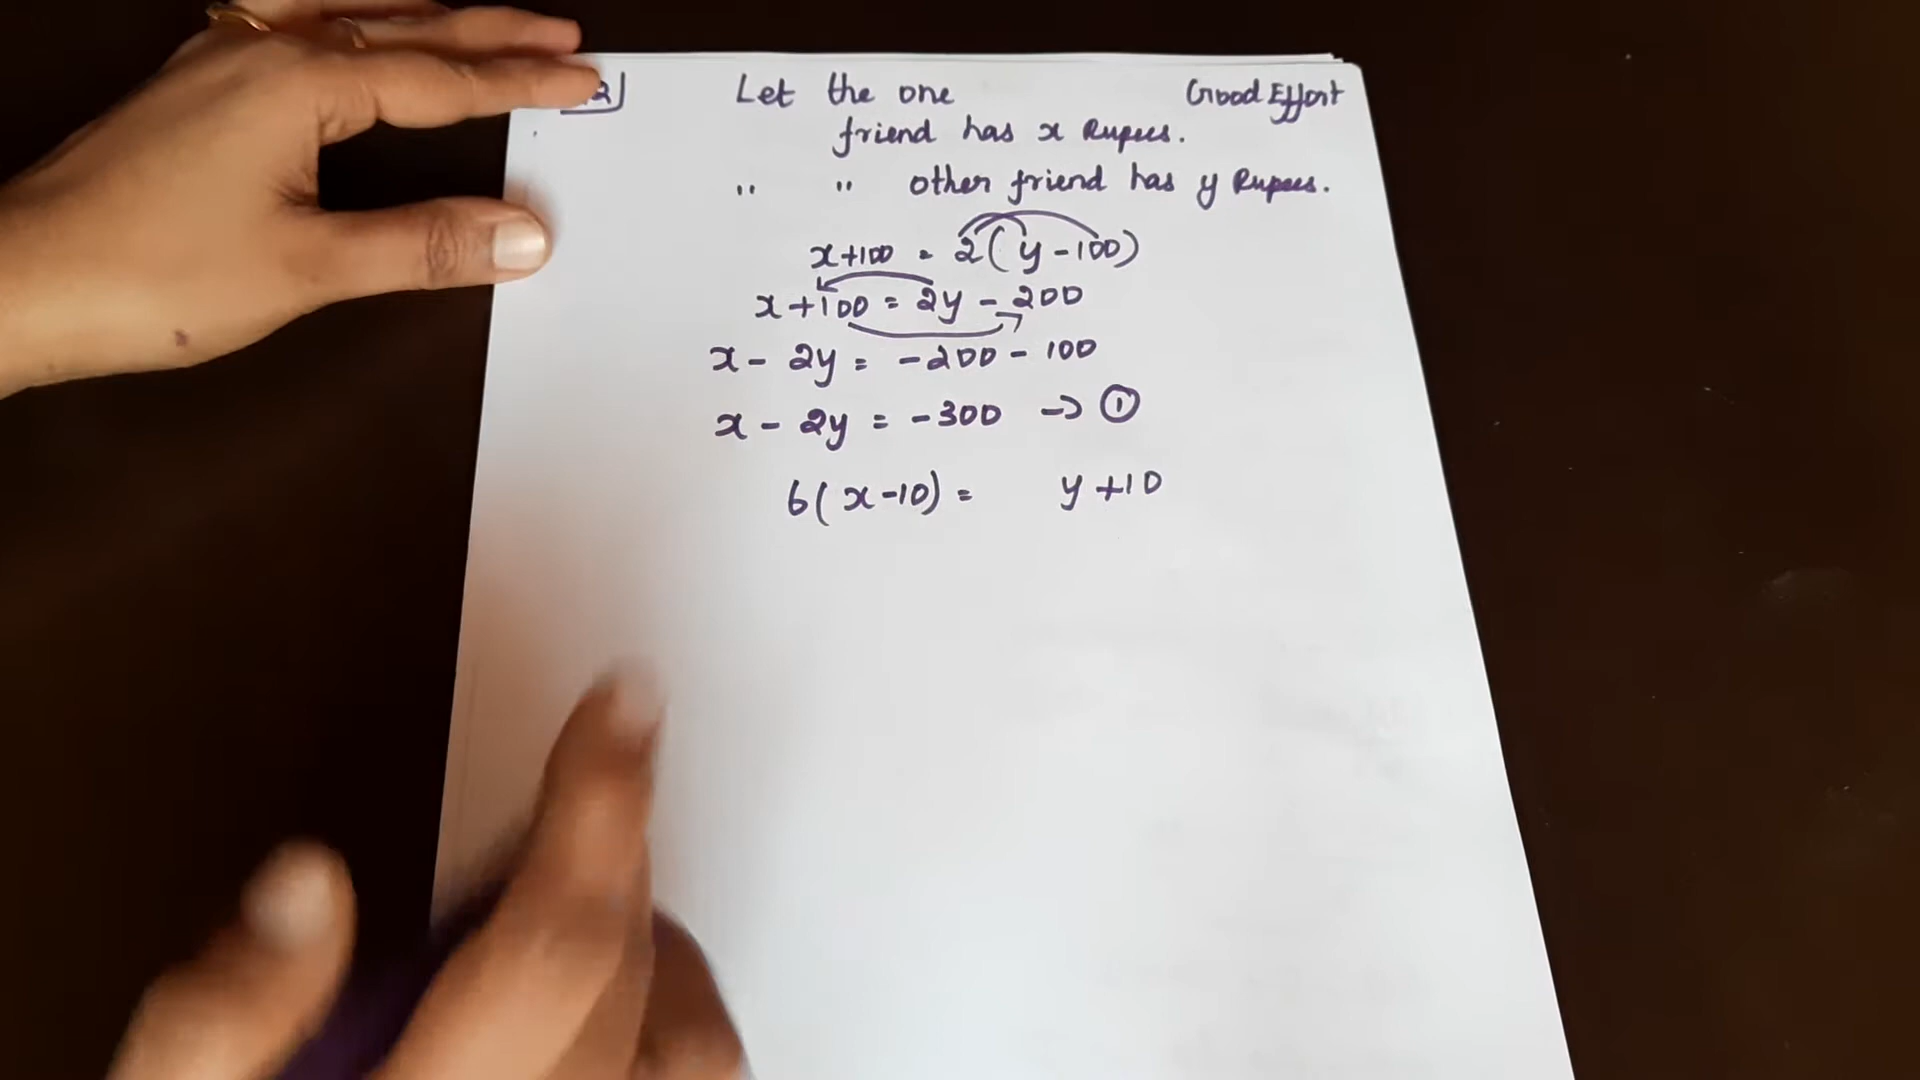 2
Let the one
Good Effort
friend has x Rupees.
" " other friend has y Rupees.
x+100 = 2(y-100)
x+100 = 2y - 200
x - 2y = -200 - 100
x - 2y = -300 → ①
6(x-10) = y+10